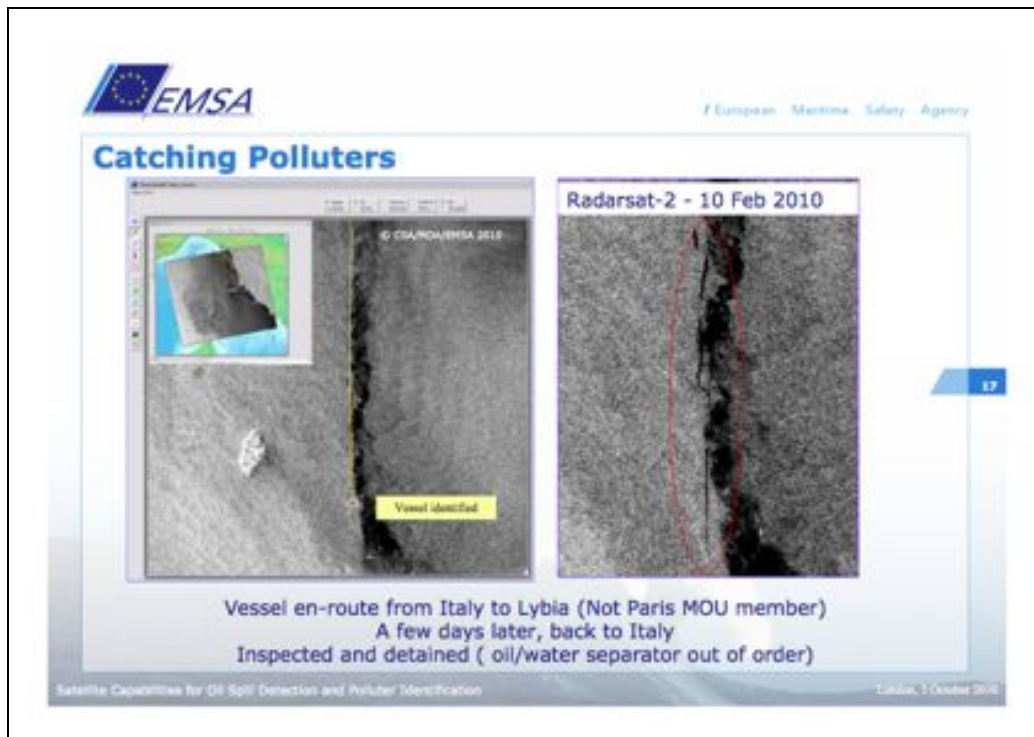 EMSA
/ European Maritime Safety Agency
Catching Polluters
© CSA/MDA/EMSA 2010
Radarsat-2 - 10 Feb 2010
17
Vessel identified
Vessel en-route from Italy to Lybia (Not Paris MOU member)
A few days later, back to Italy
Inspected and detained ( oil/water separator out of order)
Satellite Capabilities for Oil Spill Detection and Polluter Identification
London, October 2010